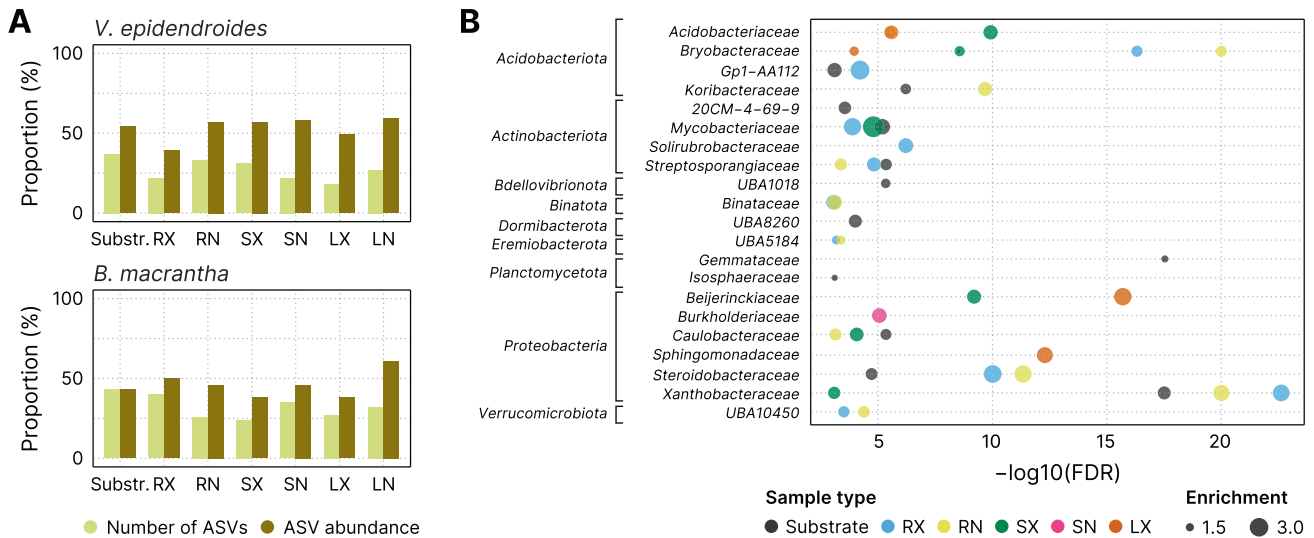 A
V. epidendroides
Proportion (%)
100
50
0
Substr. RX RN SX SN LX LN
B. macrantha
Proportion (%)
100
50
0
Substr. RX RN SX SN LX LN
Number of ASVs ASV abundance
B
Acidobacteriota
Actinobacteriota
Bdellovibrionota
Binatota
Dormibacterota
Eremiobacterota
Planctomycetota
Proteobacteria
Verrucomicrobiota
Acidobacteriaceae
Bryobacteraceae
Gp1−AA112
Koribacteraceae
20CM−4−69−9
Mycobacteriaceae
Solirubrobacteraceae
Streptosporangiaceae
UBA1018
Binataceae
UBA8260
UBA5184
Gemmataceae
Isosphaeraceae
Beijerinckiaceae
Burkholderiaceae
Caulobacteraceae
Sphingomonadaceae
Steroidobacteraceae
Xanthobacteraceae
UBA10450
5 10 15 20
−log10(FDR)
Sample type
Substrate RX RN SX SN LX
Enrichment
1.5 3.0